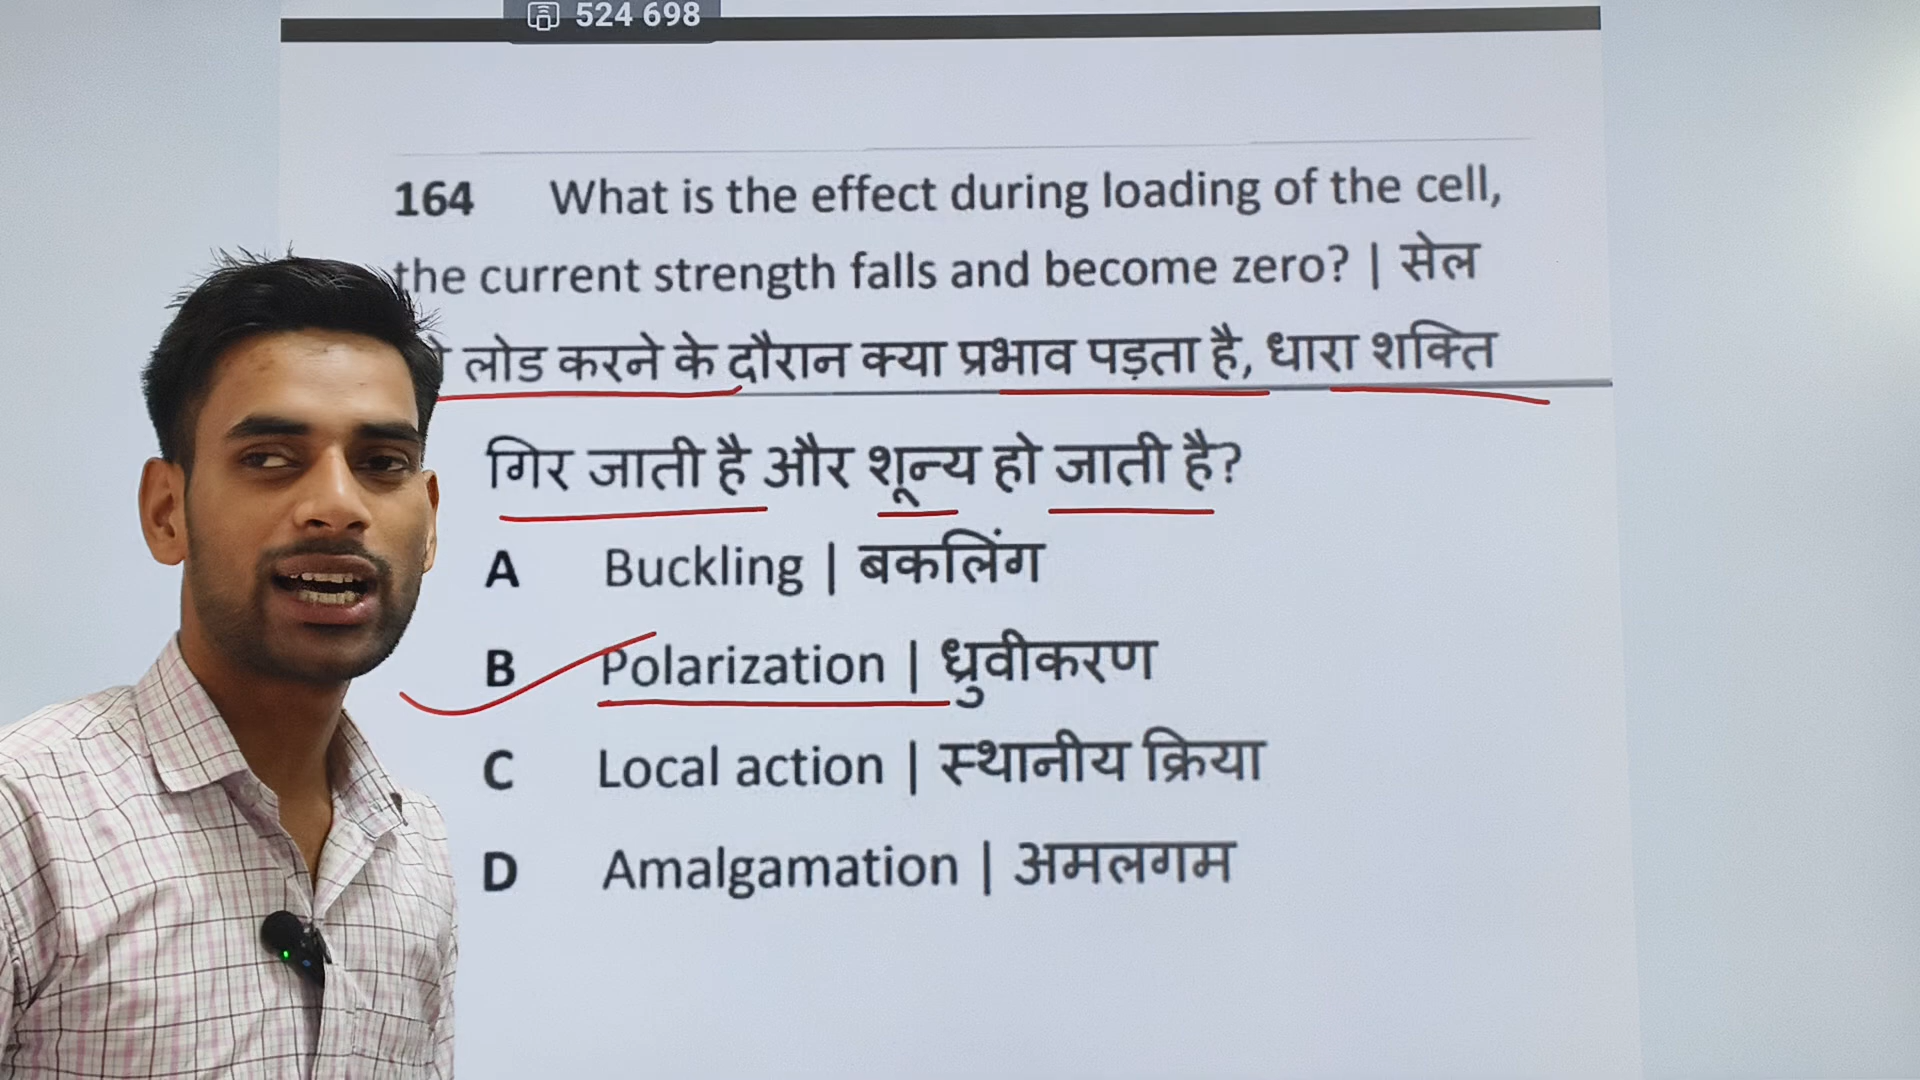 524 698
164 What is the effect during loading of the cell,
the current strength falls and become zero? | सेल
लोड करने के दौरान क्या प्रभाव पड़ता है, धारा शक्ति
गिर जाती है और शून्य हो जाती है?
A Buckling | बकलिंग
B Polarization | ध्रुवीकरण
C Local action | स्थानीय क्रिया
D Amalgamation | अमलगम